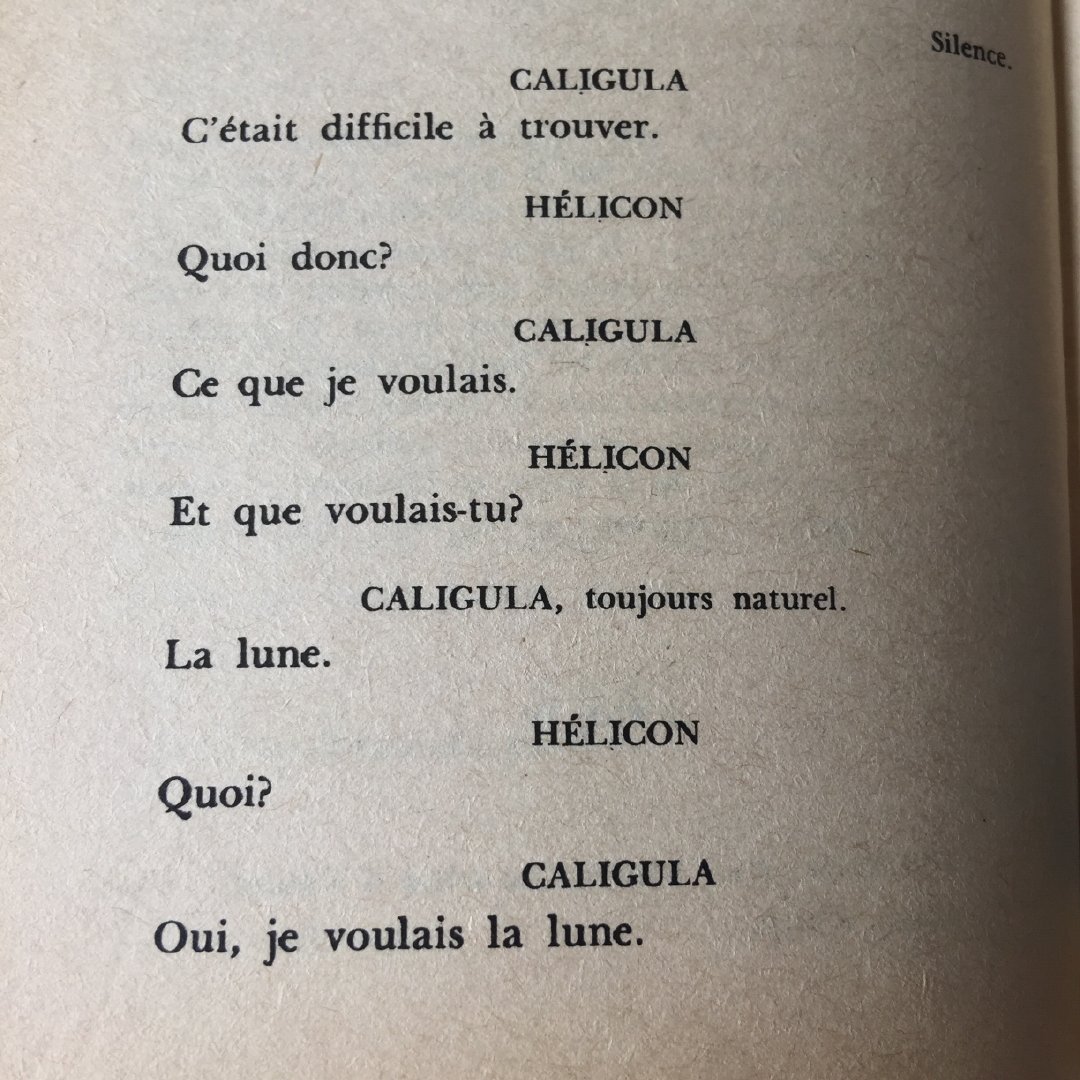 Silence.
CALIGULA
C'était difficile à trouver.
HÉLICON
Quoi donc?
CALIGULA
Ce que je voulais.
HÉLICON
Et que voulais-tu?
CALIGULA, toujours naturel.
La lune.
HÉLICON
Quoi?
CALIGULA
Oui, je voulais la lune.